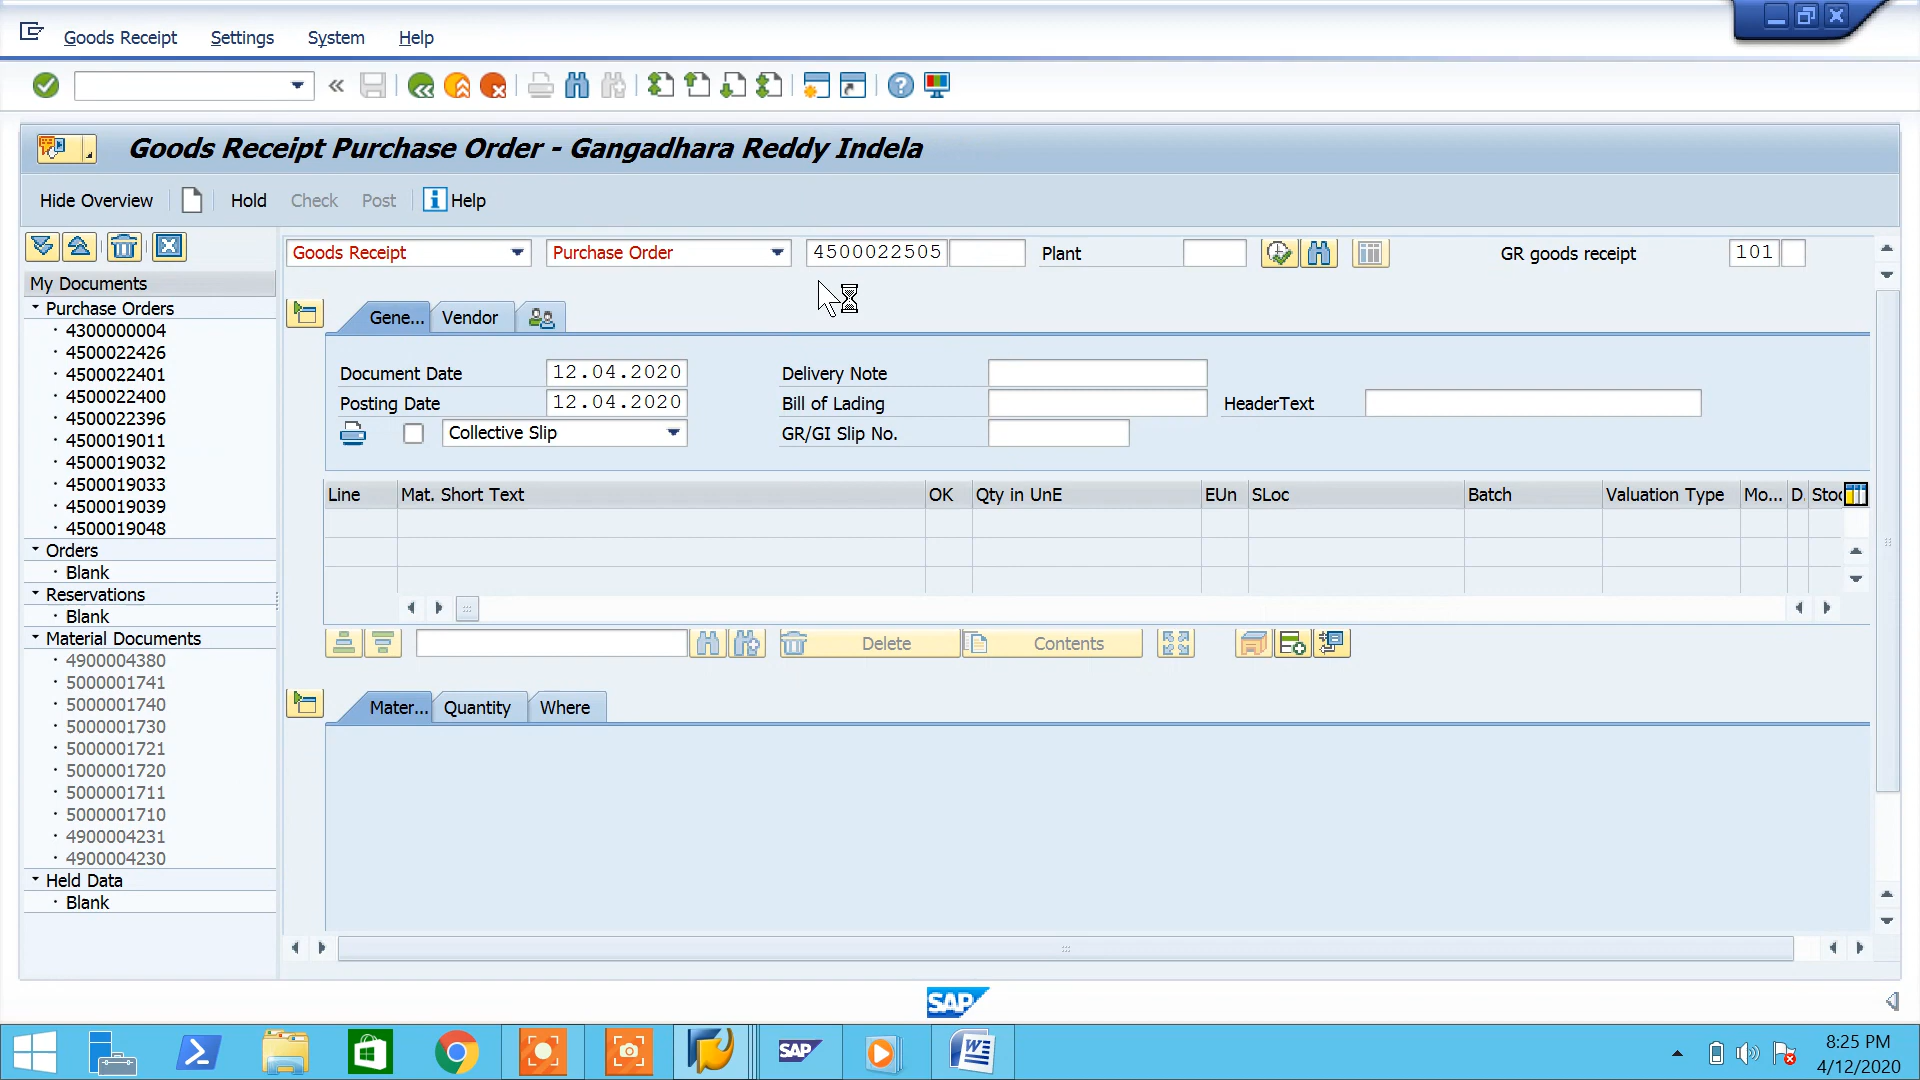 Goods Receipt Settings System Help
Goods Receipt Purchase Order - Gangadhara Reddy Indela
Hide Overview Hold Check Post Help
Goods Receipt Purchase Order 4500022505 Plant GR goods receipt 101
My Documents
Purchase Orders
4300000004
4500022426
4500022401
4500022400
4500022396
4500019011
4500019032
4500019033
4500019039
4500019048
Orders
Blank
Reservations
Blank
Material Documents
4900004380
5000001741
5000001740
5000001730
5000001721
5000001720
5000001711
5000001710
4900004231
4900004230
Held Data
Blank
Gene... Vendor
Document Date 12.04.2020 Delivery Note
Posting Date 12.04.2020 Bill of Lading HeaderText
Collective Slip GR/GI Slip No.
Line Mat. Short Text OK Qty in UnE EUn SLoc Batch Valuation Type Mo... D. Stoc
Delete Contents
Mater... Quantity Where
SAP
SAP
8:25 PM
4/12/2020